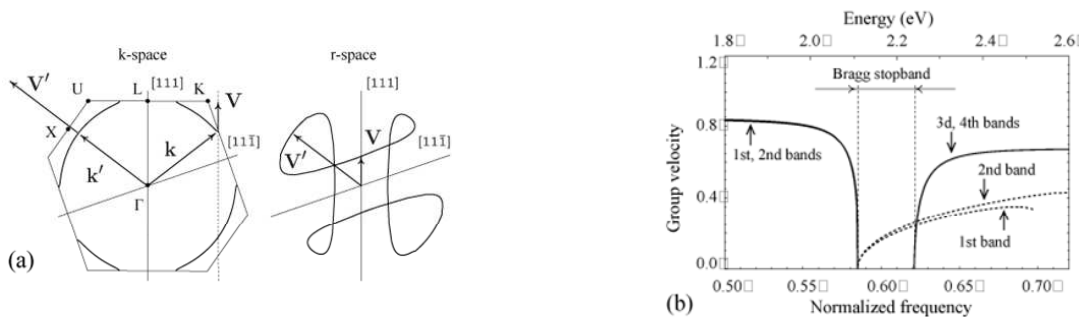 k-space
r-space
V′
U
L
[111]
K
V
X
k
[111̄]
k′
Γ
[111]
[111̄]
V
V′
(a)
Energy (eV)
1.8□ 2.0□ 2.2□ 2.4□ 2.6□
1.2□
Bragg stopband
0.8□
3d, 4th bands
1st, 2nd bands
2nd band
0.4□
1st band
0.0□
Group velocity
0.50□ 0.55□ 0.60□ 0.65□ 0.70□
Normalized frequency
(b)